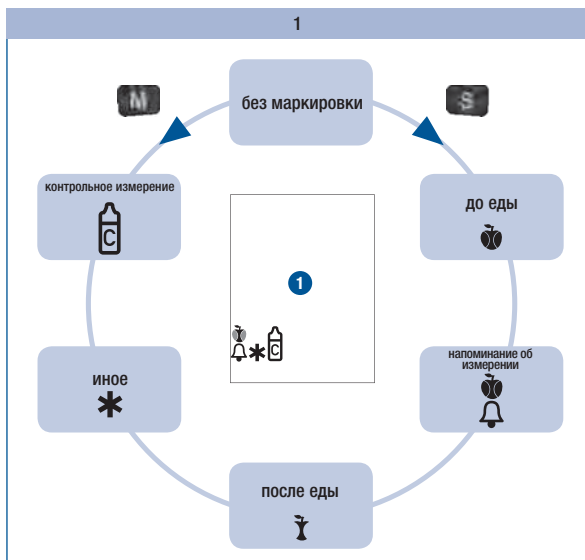 1
без маркировки
M
S
контрольное измерение
C
до еды
1
C
иное
напоминание об
измерении
после еды